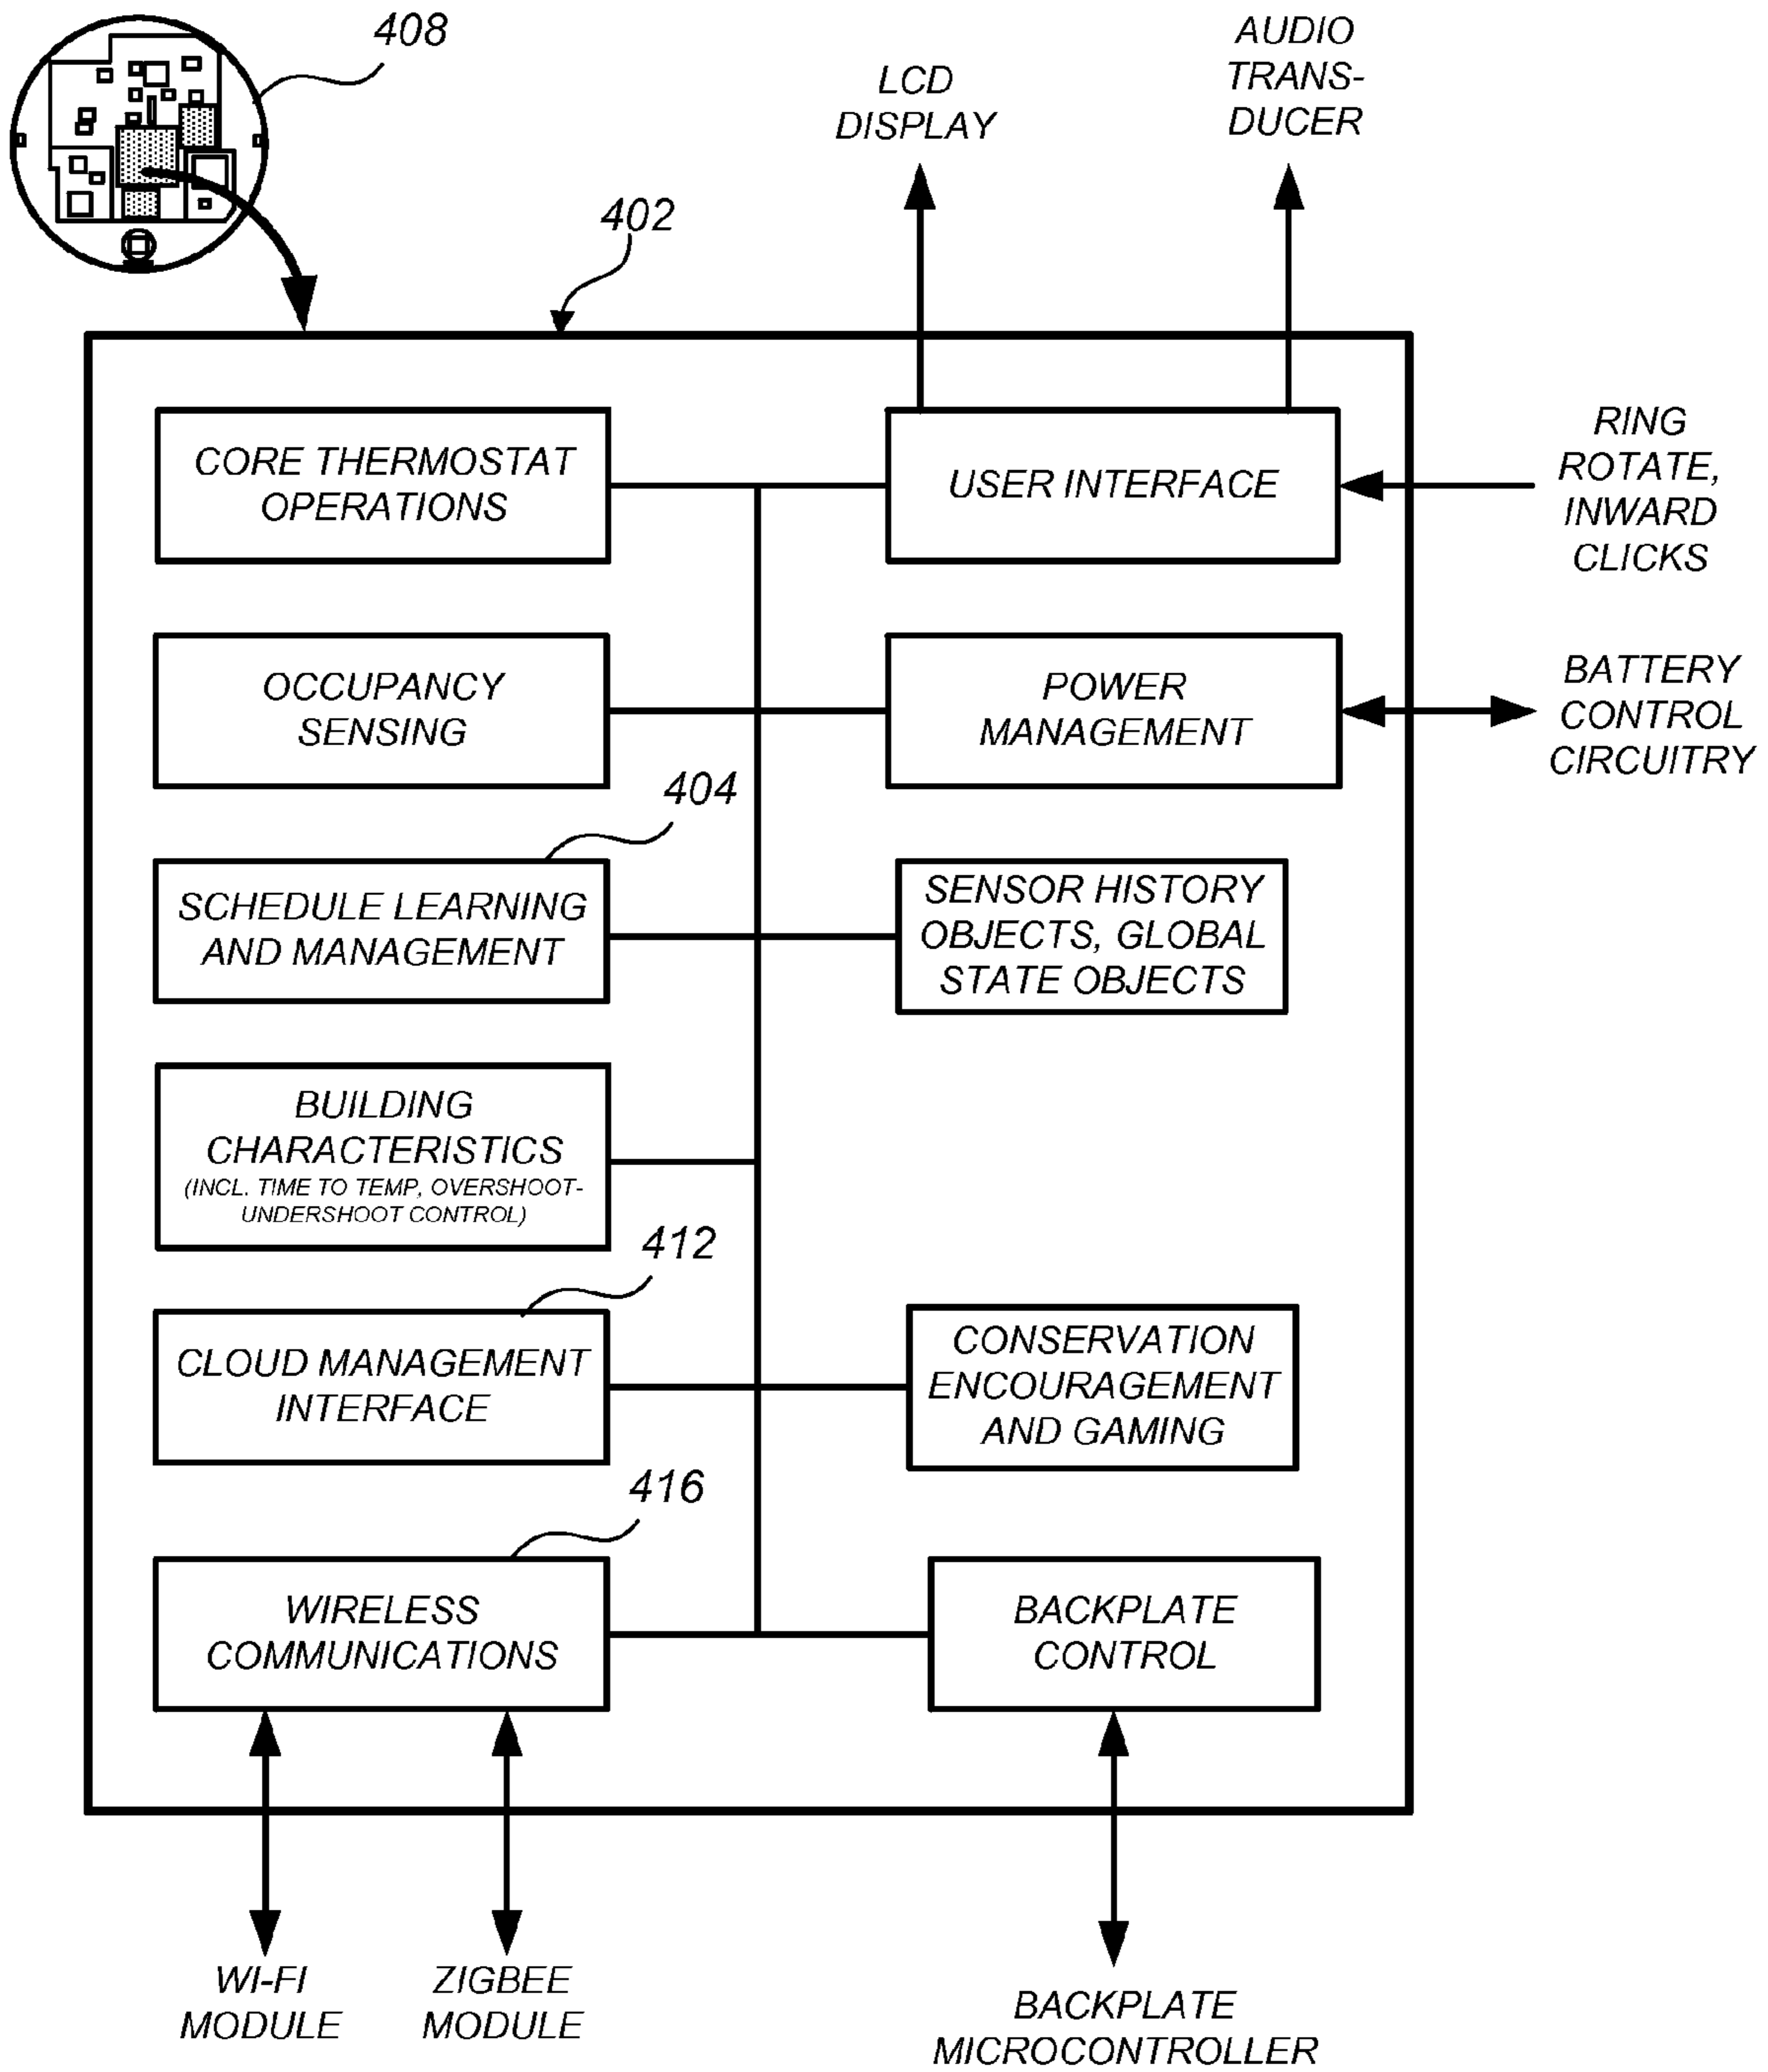 408
AUDIO
TRANS-
DUCER
LCD
DISPLAY
402
CORE THERMOSTAT
OPERATIONS
USER INTERFACE
RING
ROTATE,
INWARD
CLICKS
OCCUPANCY
SENSING
POWER
MANAGEMENT
BATTERY
CONTROL
CIRCUITRY
404
SCHEDULE LEARNING
AND MANAGEMENT
SENSOR HISTORY
OBJECTS, GLOBAL
STATE OBJECTS
BUILDING
CHARACTERISTICS
(INCL. TIME TO TEMP, OVERSHOOT-
UNDERSHOOT CONTROL)
412
CLOUD MANAGEMENT
INTERFACE
CONSERVATION
ENCOURAGEMENT
AND GAMING
416
WIRELESS
COMMUNICATIONS
BACKPLATE
CONTROL
WI-FI
MODULE
ZIGBEE
MODULE
BACKPLATE
MICROCONTROLLER